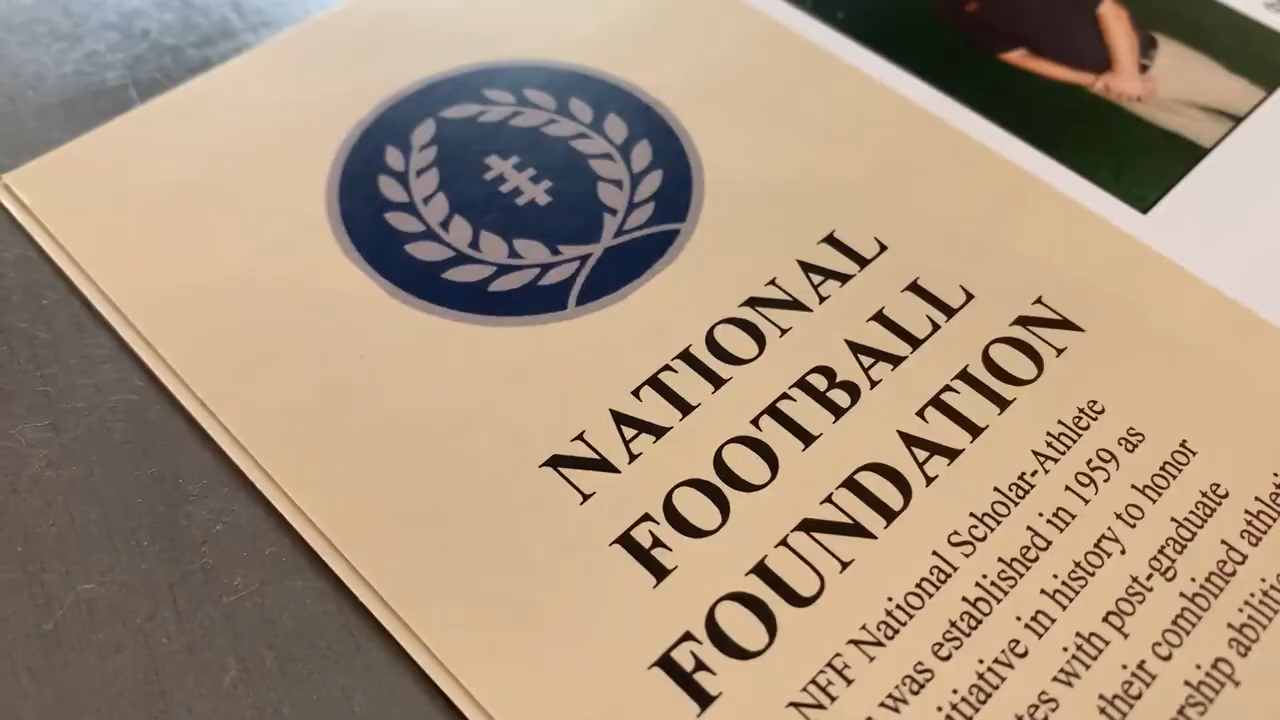 NATIONAL
FOOTBALL
FOUNDATION
NFF National Scholar-Athlete
was established in 1959 as
in history to honor
with post-graduate
their combined